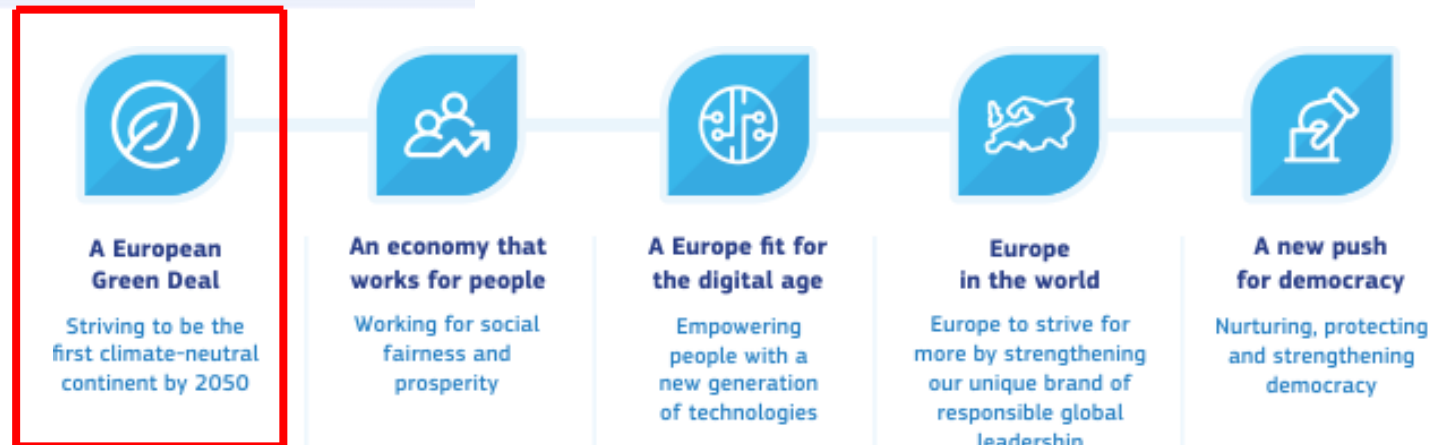 A European
Green Deal
Striving to be the
first climate-neutral
continent by 2050
An economy that
works for people
Working for social
fairness and
prosperity
A Europe fit for
the digital age
Empowering
people with a
new generation
of technologies
Europe
in the world
Europe to strive for
more by strengthening
our unique brand of
responsible global
leadership
A new push
for democracy
Nurturing, protecting
and strengthening
democracy